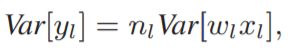 Var[y_l] = n_l Var[w_l x_l],